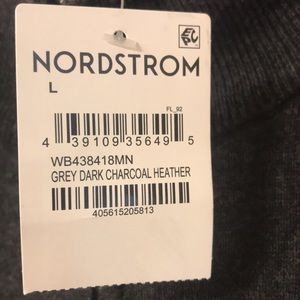 NORDSTROM
L
FL_92
4 39109 35649 5
WB438418MN
GREY DARK CHARCOAL HEATHER
405615205813